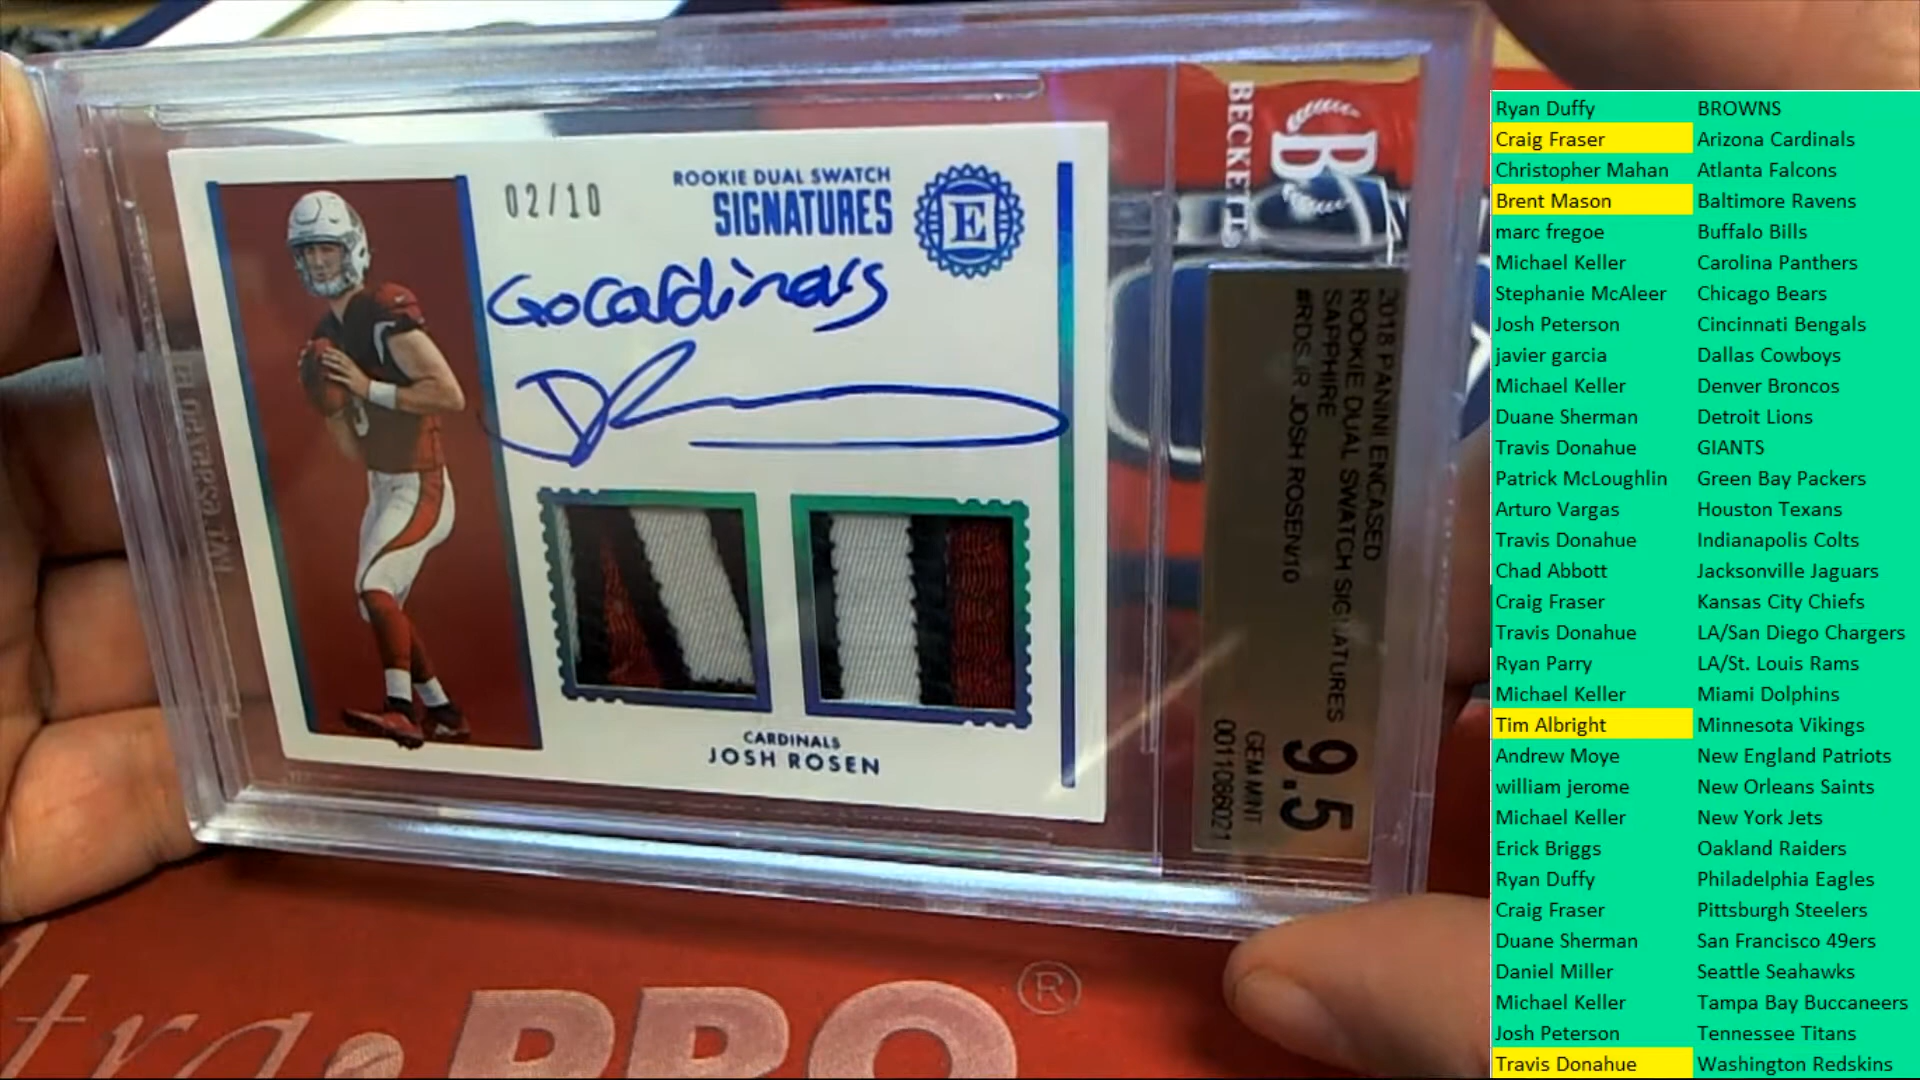 02/10
ROOKIE DUAL SWATCH
SIGNATURES
E
Go Cardinals
CARDINALS
JOSH ROSEN
BECKETT
B
2018 PANINI ENCASED
ROOKIE DUAL SWATCH SIGNATURES
SAPPHIRE
#RDSJR JOSH ROSEN/10
9.5
GEM MINT
0011086021
PRO ®
Ryan Duffy BROWNS
Craig Fraser Arizona Cardinals
Christopher Mahan Atlanta Falcons
Brent Mason Baltimore Ravens
marc fregoe Buffalo Bills
Michael Keller Carolina Panthers
Stephanie McAleer Chicago Bears
Josh Peterson Cincinnati Bengals
javier garcia Dallas Cowboys
Michael Keller Denver Broncos
Duane Sherman Detroit Lions
Travis Donahue GIANTS
Patrick McLoughlin Green Bay Packers
Arturo Vargas Houston Texans
Travis Donahue Indianapolis Colts
Chad Abbott Jacksonville Jaguars
Craig Fraser Kansas City Chiefs
Travis Donahue LA/San Diego Chargers
Ryan Parry LA/St. Louis Rams
Michael Keller Miami Dolphins
Tim Albright Minnesota Vikings
Andrew Moye New England Patriots
william jerome New Orleans Saints
Michael Keller New York Jets
Erick Briggs Oakland Raiders
Ryan Duffy Philadelphia Eagles
Craig Fraser Pittsburgh Steelers
Duane Sherman San Francisco 49ers
Daniel Miller Seattle Seahawks
Michael Keller Tampa Bay Buccaneers
Josh Peterson Tennessee Titans
Travis Donahue Washington Redskins